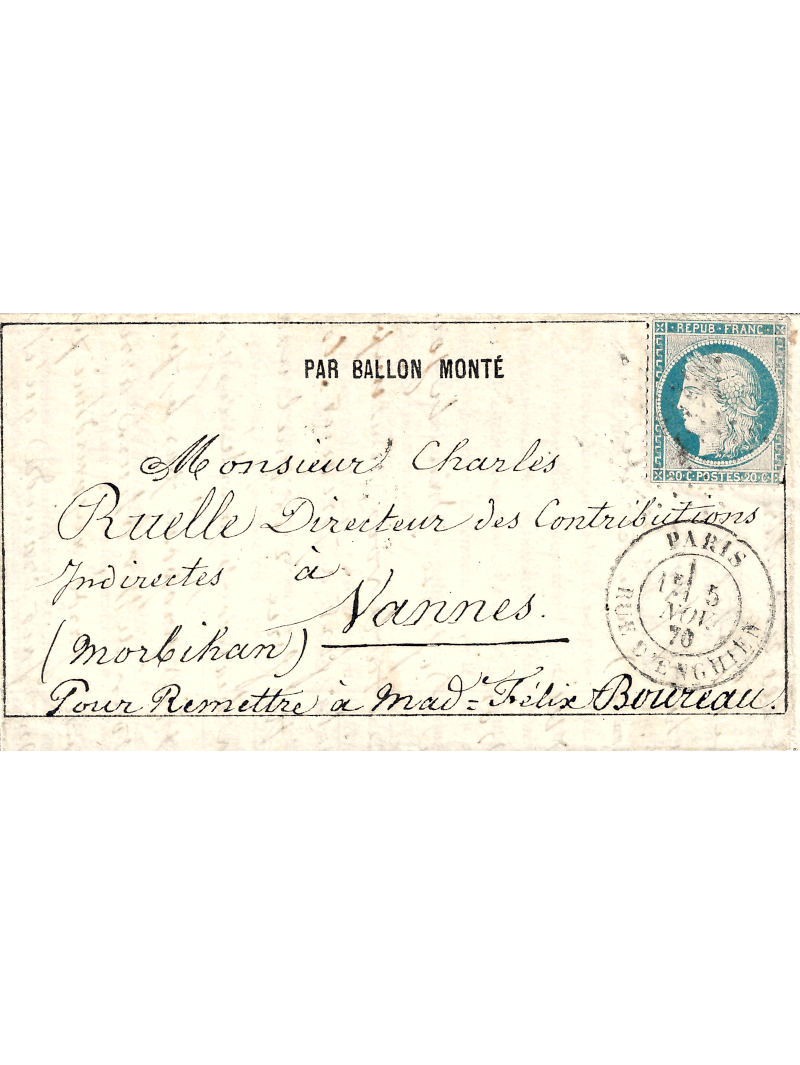 REPUB · FRANC
PAR BALLON MONTÉ
20 · C · POSTES · 20 · C
Monsieur Charles
Ruelle Directeur des Contributions
Indirectes à
Vannes.
(Morbihan)
Pour Remettre à Mad.e Félix Boureau.
PARIS
5
NOV.
70
RUE D'ENGHIEN